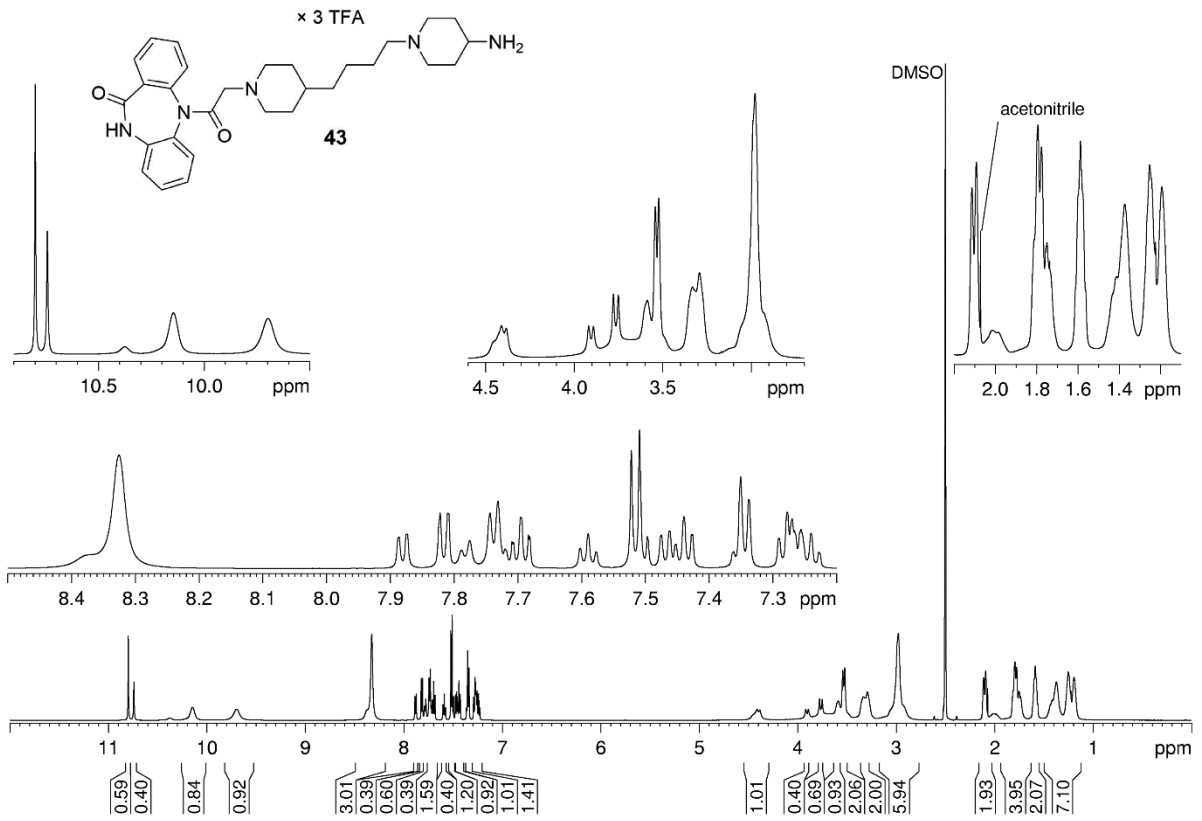 × 3 TFA
N
NH₂
O
N
N
HN
O
43
DMSO
acetonitrile
10.5 10.0 ppm
4.5 4.0 3.5 ppm
2.0 1.8 1.6 1.4 ppm
8.4 8.3 8.2 8.1 8.0 7.9 7.8 7.7 7.6 7.5 7.4 7.3 ppm
11 10 9 8 7 6 5 4 3 2 1 ppm
0.59 0.40 0.84 0.92 3.01 0.39 0.60 0.39 1.59 0.40 1.20 0.92 1.01 1.41 1.01 0.40 0.69 0.93 2.06 2.00 5.94 1.93 3.95 2.07 7.10